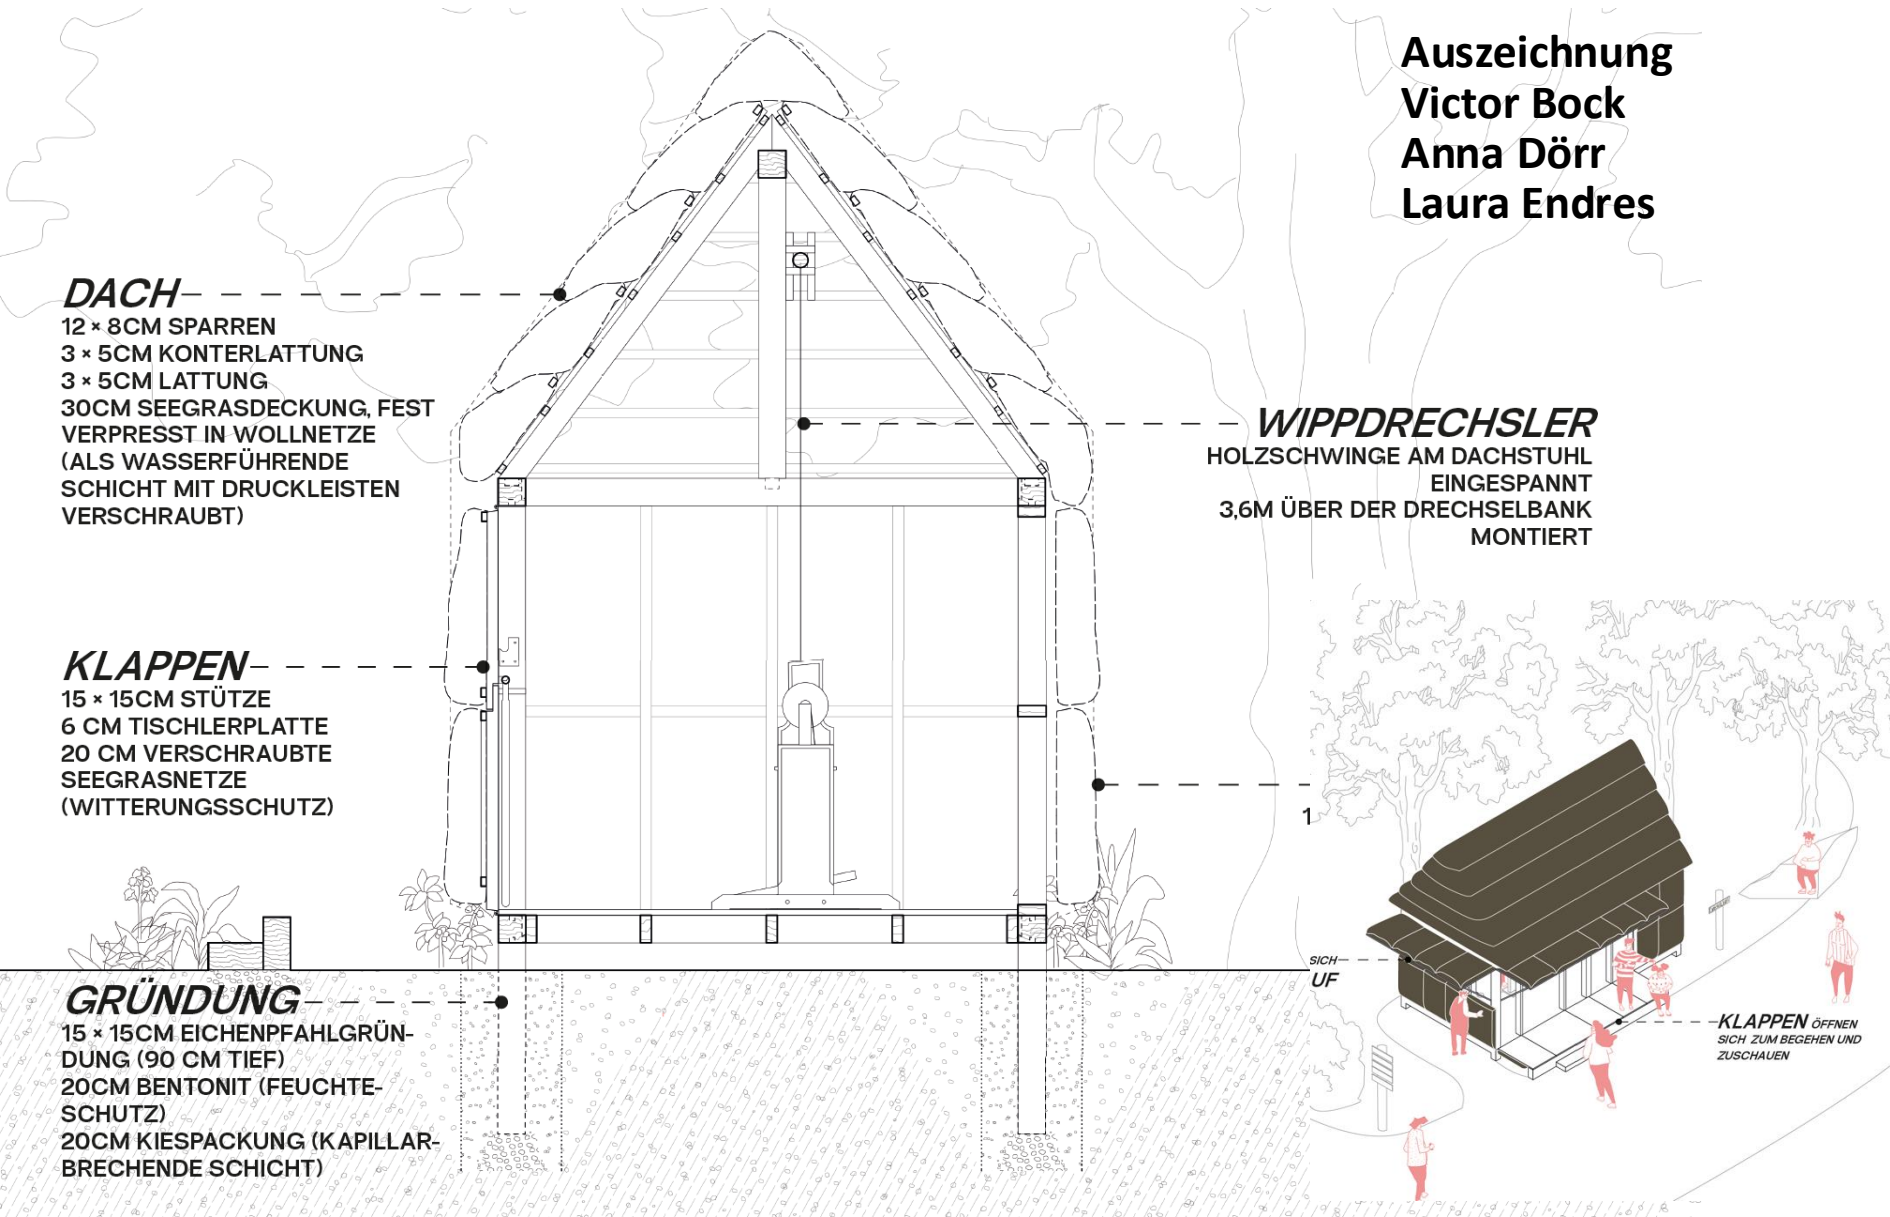 Auszeichnung
Victor Bock
Anna Dörr
Laura Endres
DACH
12 × 8CM SPARREN
3 × 5CM KONTERLATTUNG
3 × 5CM LATTUNG
30CM SEEGRASDECKUNG, FEST
VERPRESST IN WOLLNETZE
(ALS WASSERFÜHRENDE
SCHICHT MIT DRUCKLEISTEN
VERSCHRAUBT)
WIPPDRECHSLER
HOLZSCHWINGE AM DACHSTUHL
EINGESPANNT
3,6M ÜBER DER DRECHSELBANK
MONTIERT
KLAPPEN
15 × 15CM STÜTZE
6 CM TISCHLERPLATTE
20 CM VERSCHRAUBTE
SEEGRASNETZE
(WITTERUNGSSCHUTZ)
1
SICH
UF
KLAPPEN ÖFFNEN
SICH ZUM BEGEHEN UND
ZUSCHAUEN
GRÜNDUNG
15 × 15CM EICHENPFAHLGRÜN-
DUNG (90 CM TIEF)
20CM BENTONIT (FEUCHTE-
SCHUTZ)
20CM KIESPACKUNG (KAPILLAR-
BRECHENDE SCHICHT)